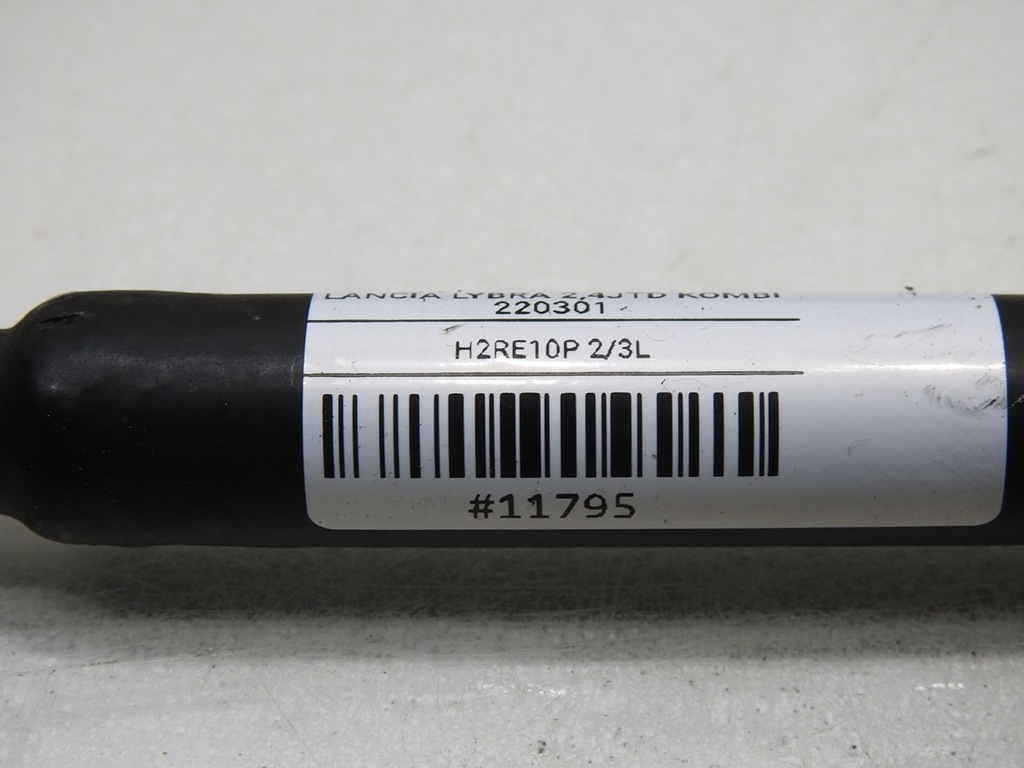 LANCIA LYBRA 2.4JTD KOMBI
220301
H2RE10P 2/3L
#11795